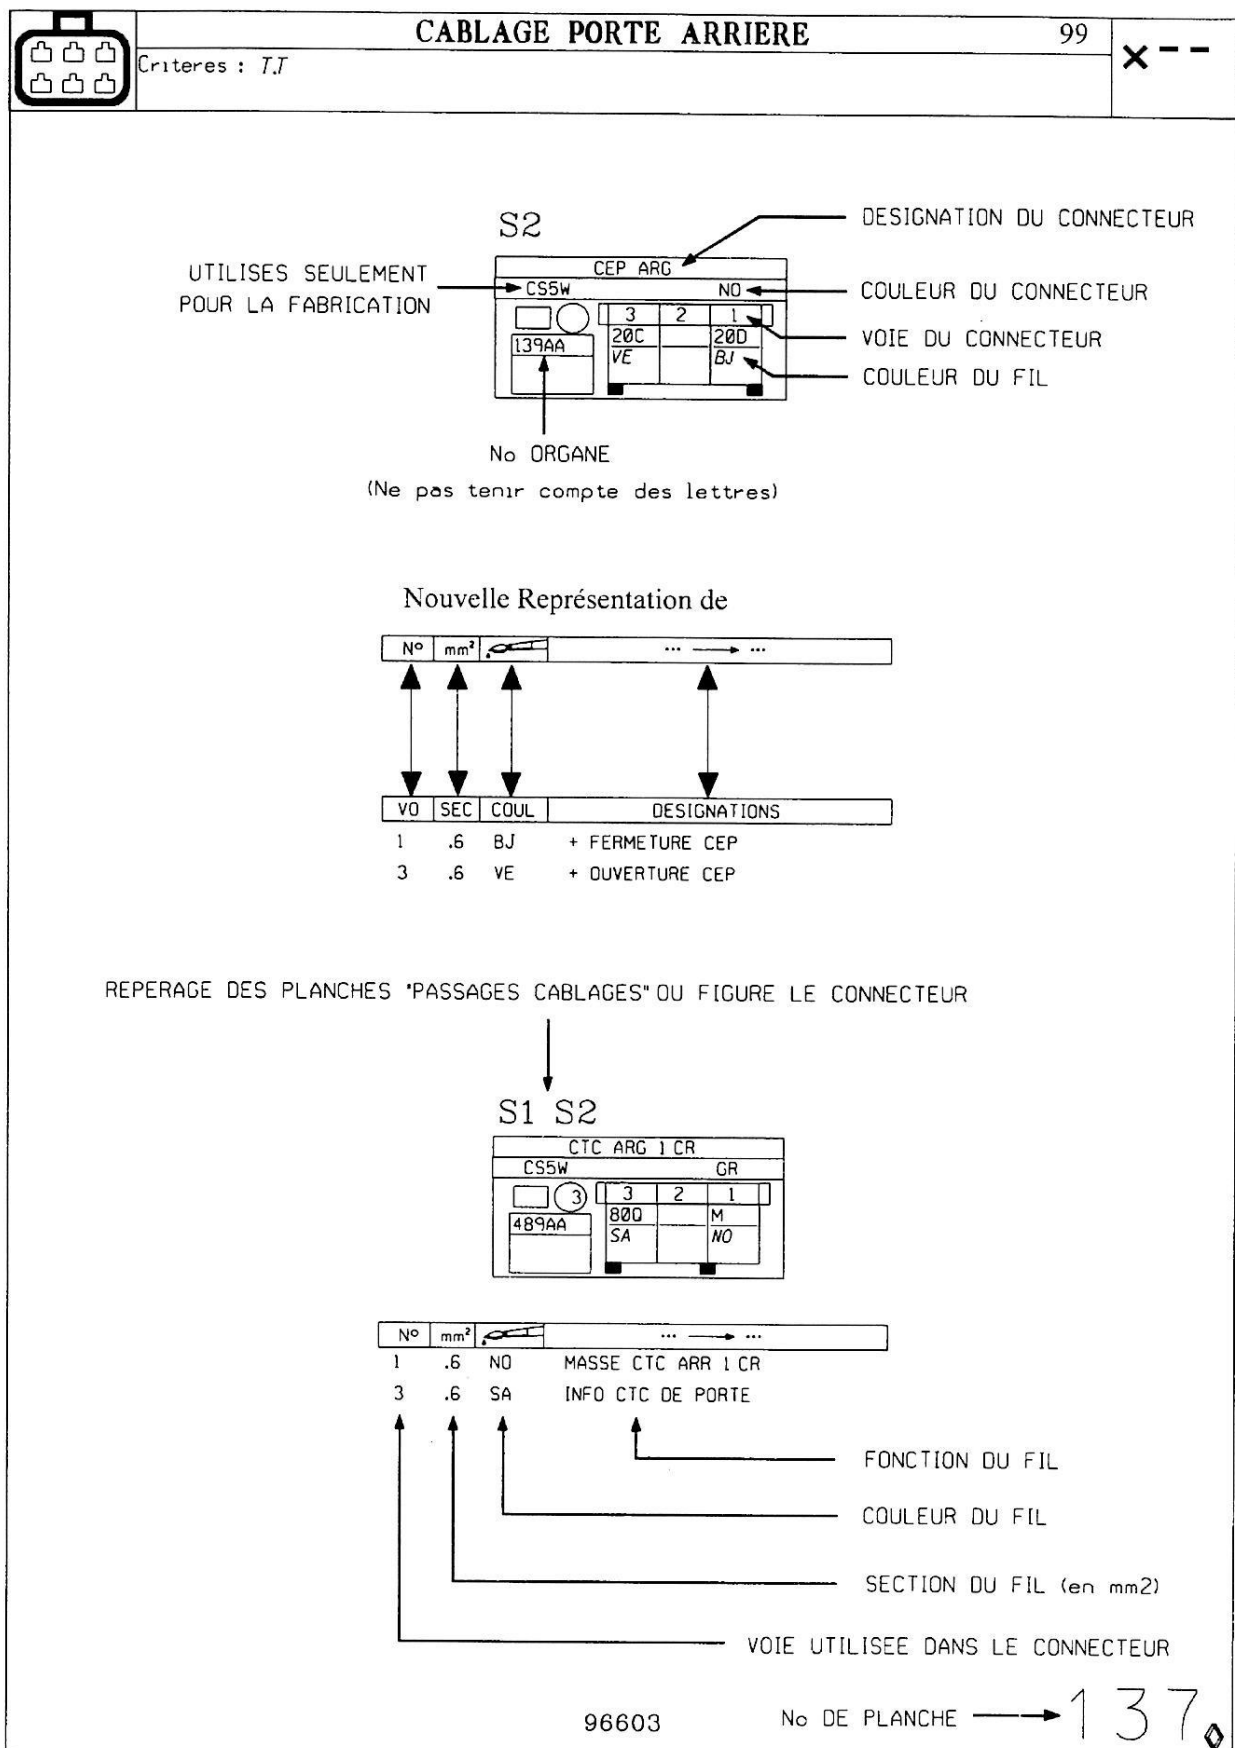 CABLAGE PORTE ARRIERE 99
Criteres : T.T
S2
DESIGNATION DU CONNECTEUR
CEP ARG
UTILISES SEULEMENT
POUR LA FABRICATION
CS5W NO
COULEUR DU CONNECTEUR
3 2 1
VOIE DU CONNECTEUR
139AA
20C 20D
VE BJ
COULEUR DU FIL
No ORGANE
(Ne pas tenir compte des lettres)
Nouvelle Représentation de
Nº mm² ... ...
VO SEC COUL DESIGNATIONS
1 .6 BJ + FERMETURE CEP
3 .6 VE + OUVERTURE CEP
REPERAGE DES PLANCHES "PASSAGES CABLAGES" OU FIGURE LE CONNECTEUR
S1 S2
CTC ARG 1 CR
CS5W GR
3 3 2 1
489AA
80Q M
SA NO
Nº mm² ... ...
1 .6 NO MASSE CTC ARR 1 CR
3 .6 SA INFO CTC DE PORTE
FONCTION DU FIL
COULEUR DU FIL
SECTION DU FIL (en mm2)
VOIE UTILISEE DANS LE CONNECTEUR
96603
No DE PLANCHE 137